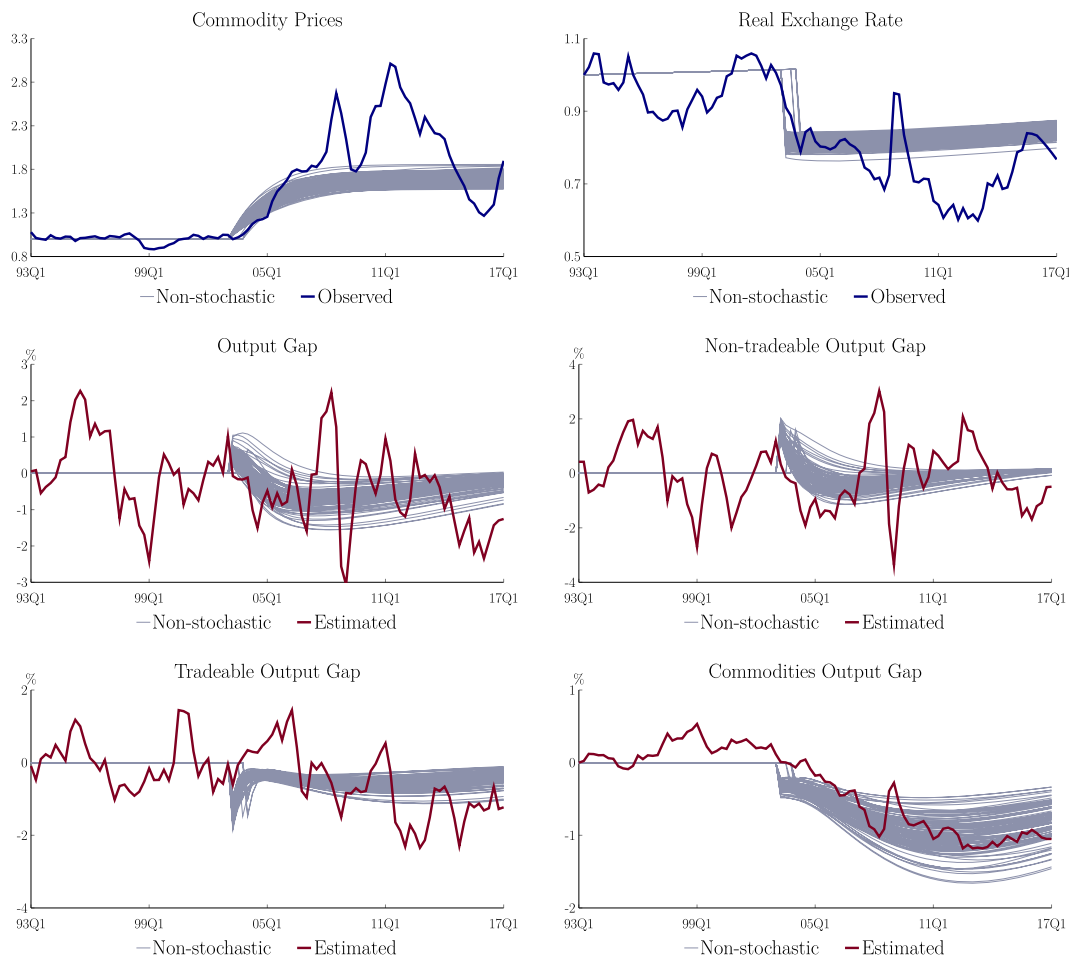 Commodity Prices
3.3
2.8
2.3
1.8
1.3
0.8
93Q1 99Q1 05Q1 11Q1 17Q1
Non-stochastic Observed
Real Exchange Rate
1.1
0.9
0.7
0.5
93Q1 99Q1 05Q1 11Q1 17Q1
Non-stochastic Observed
Output Gap
%
3
2
1
0
-1
-2
-3
93Q1 99Q1 05Q1 11Q1 17Q1
Non-stochastic Estimated
Non-tradeable Output Gap
%
4
2
0
-2
-4
93Q1 99Q1 05Q1 11Q1 17Q1
Non-stochastic Estimated
Tradeable Output Gap
%
2
0
-2
-4
93Q1 99Q1 05Q1 11Q1 17Q1
Non-stochastic Estimated
Commodities Output Gap
%
1
0
-1
-2
93Q1 99Q1 05Q1 11Q1 17Q1
Non-stochastic Estimated